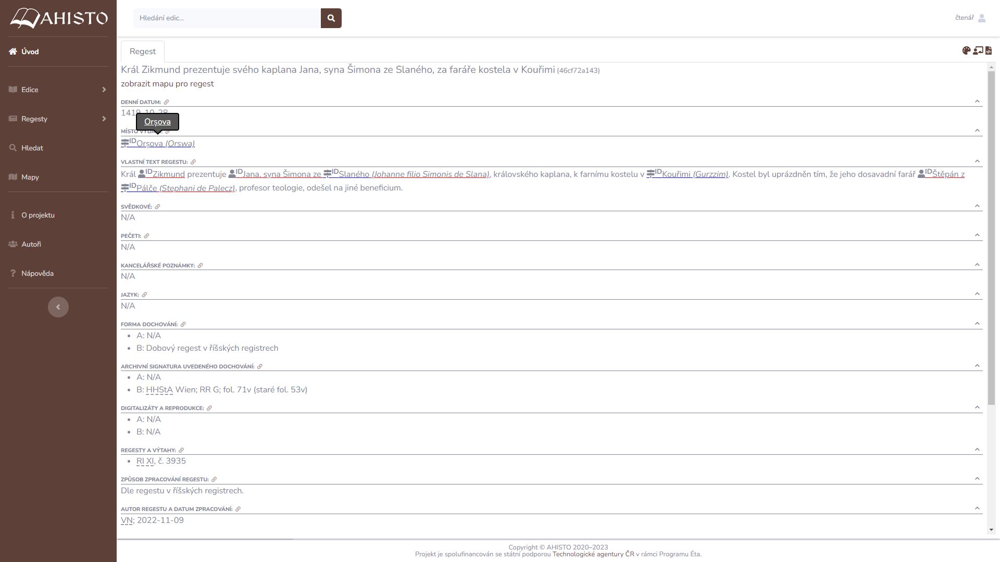 AHISTO
Hledání edic...
čtenář
Úvod
Edice
Regesty
Hledat
Mapy
O projektu
Autoři
Nápověda
Regest
Král Zikmund prezentuje svého kaplana Jana, syna Šimona ze Slaného, za faráře kostela v Kouřimi (46cf72a143)
zobrazit mapu pro regest
DENNÍ DATUM:
1419-10-28
Orșova
MÍSTO VYDÁNÍ:
IDOrșova (Orswa)
VLASTNÍ TEXT REGESTU:
Král IDZikmund prezentuje IDJana, syna Šimona ze IDSlaného (Johanne filio Simonis de Slana), královského kaplana, k farnímu kostelu v IDKouřimi (Gurzzim). Kostel byl uprázdněn tím, že jeho dosavadní farář IDŠtěpán z
IDPálče (Stephani de Palecz), profesor teologie, odešel na jiné beneficium.
SVĚDKOVÉ:
N/A
PEČETI:
N/A
KANCELÁŘSKÉ POZNÁMKY:
N/A
JAZYK:
N/A
FORMA DOCHOVÁNÍ:
• A: N/A
• B: Dobový regest v říšských registrech
ARCHIVNÍ SIGNATURA UVEDENÉHO DOCHOVÁNÍ:
• A: N/A
• B: HHStA Wien; RR G; fol. 71v (staré fol. 53v)
DIGITALIZÁTY A REPRODUKCE:
• A: N/A
• B: N/A
REGESTY A VÝTAHY:
• RI XI, č. 3935
ZPŮSOB ZPRACOVÁNÍ REGESTU:
Dle regestu v říšských registrech.
AUTOR REGESTU A DATUM ZPRACOVÁNÍ:
VN; 2022-11-09
Copyright © AHISTO 2020–2023
Projekt je spolufinancován se státní podporou Technologické agentury ČR v rámci Programu Éta.